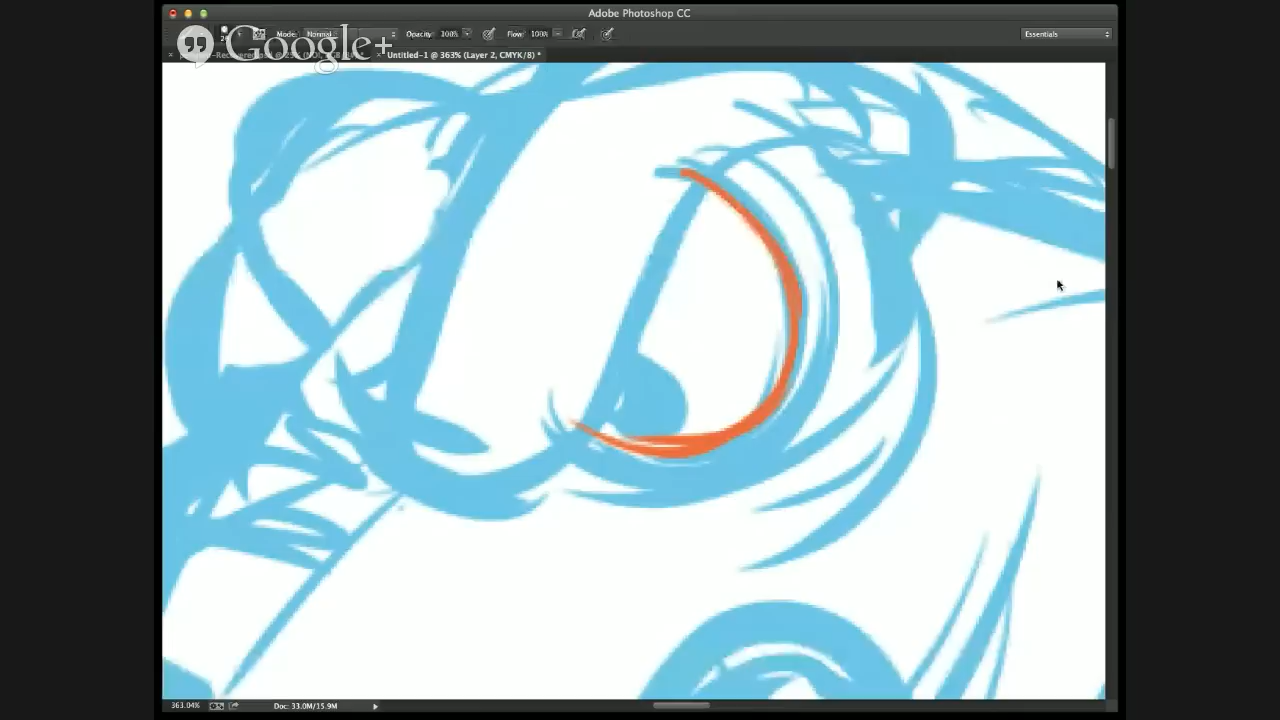 Adobe Photoshop CC
Mode: Normal Opacity: 100% Flow: 100% Essentials
Google+
Untitled-1 @ 363% (Layer 2, CMYK/8) *
363.04% Doc: 33.0M/15.9M